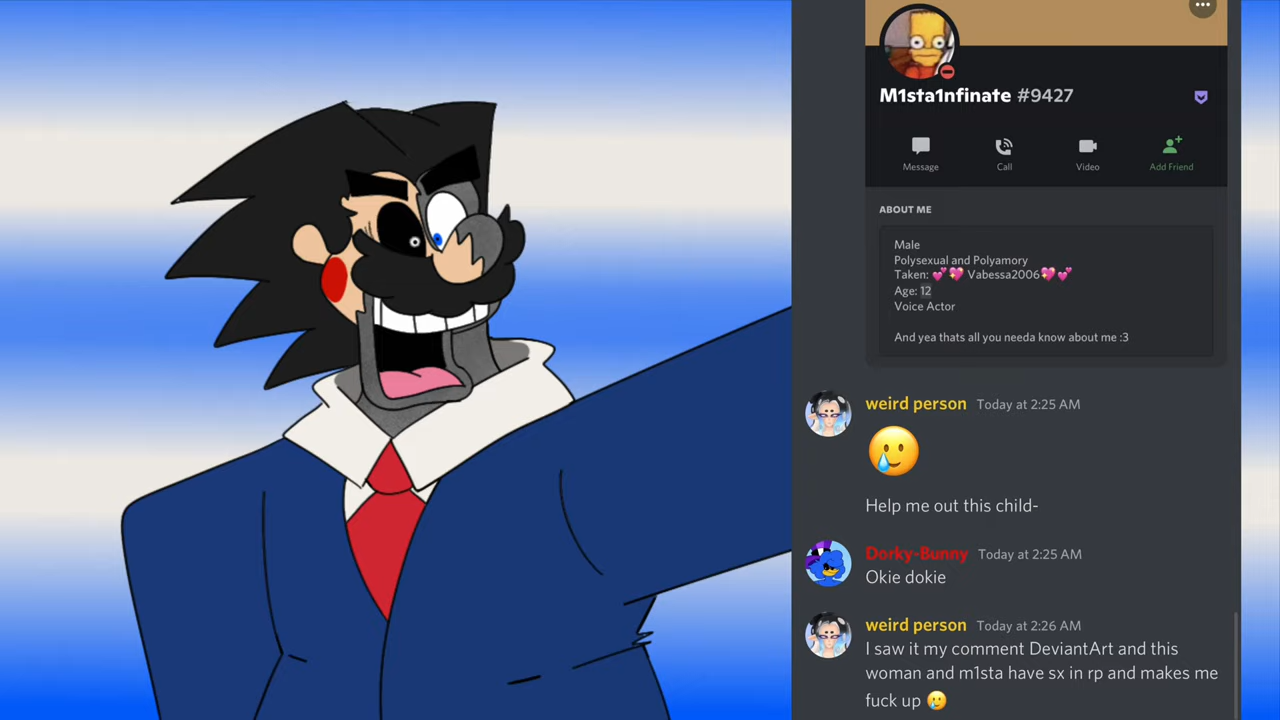 M1sta1nfinate #9427
Message Call Video Add Friend
ABOUT ME
Male
Polysexual and Polyamory
Taken: 💕💖 Vabessa2006💖💕
Age: 12
Voice Actor
And yea thats all you needa know about me :3
weird person Today at 2:25 AM
🥲
Help me out this child-
Dorky-Bunny Today at 2:25 AM
Okie dokie
weird person Today at 2:26 AM
I saw it my comment DeviantArt and this
woman and m1sta have sx in rp and makes me
fuck up 🥲